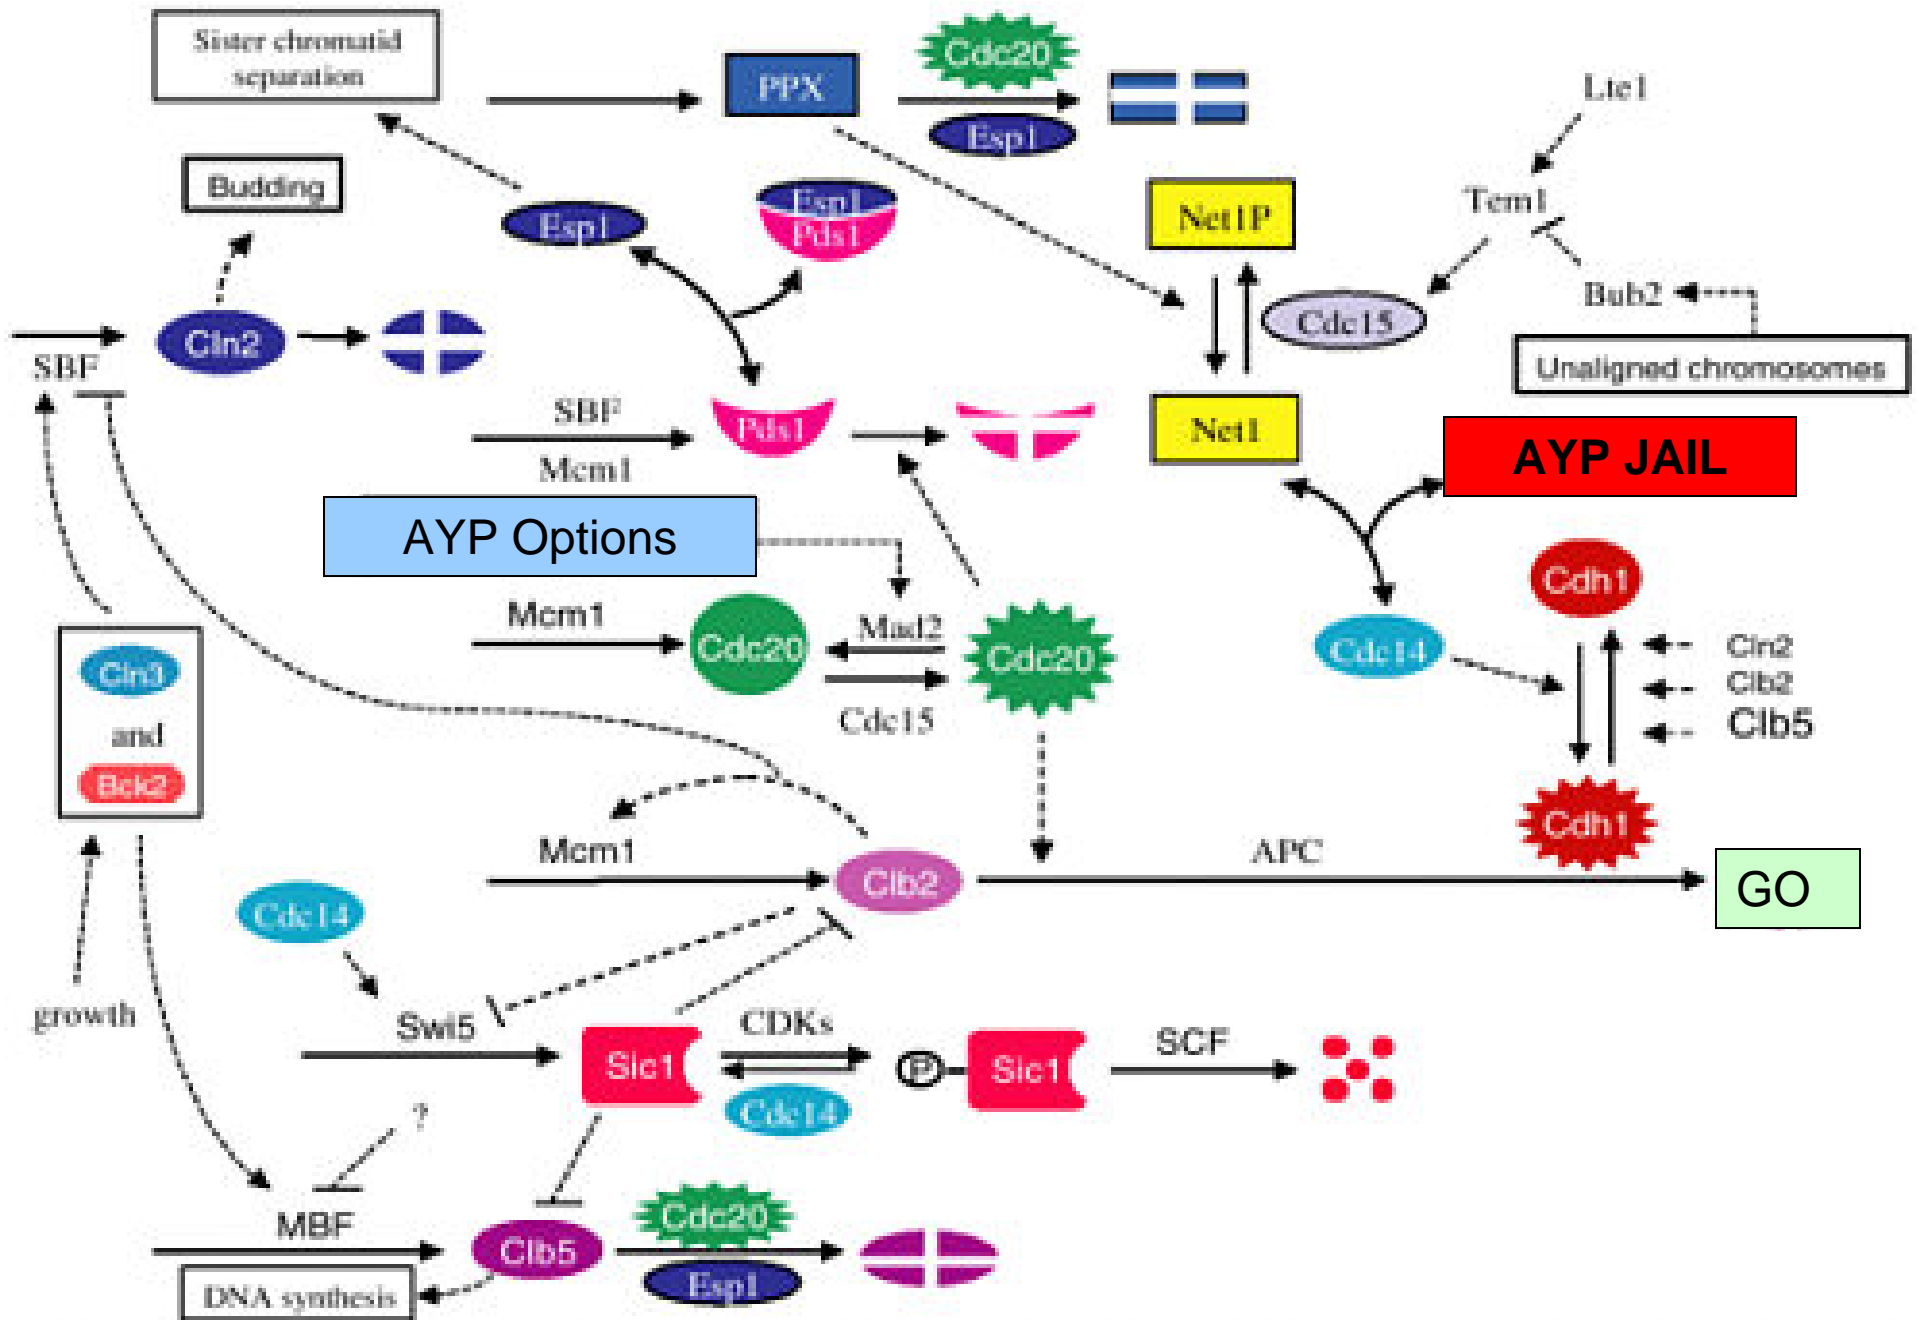 Sister chromatid
separation
PPX
Cdc20
Esp1
Lte1
Budding
Esp1
Esp1
Pds1
Net1P
Tem1
Bub2
Cln2
Cdc15
SBF
Unaligned chromosomes
SBF
Pds1
Mcm1
Net1
AYP JAIL
AYP Options
Cdh1
Mcm1
Mad2
Cdc20
Cdc20
Cdc14
Cln2
Clb2
Clb5
Cdc15
Cln3
and
Bck2
Cdh1
Mcm1
APC
Clb2
GO
Cdc14
growth
Swi5
CDKs
SCF
Sic1
P
Sic1
Cdc14
?
MBF
Cdc20
Clb5
Esp1
DNA synthesis